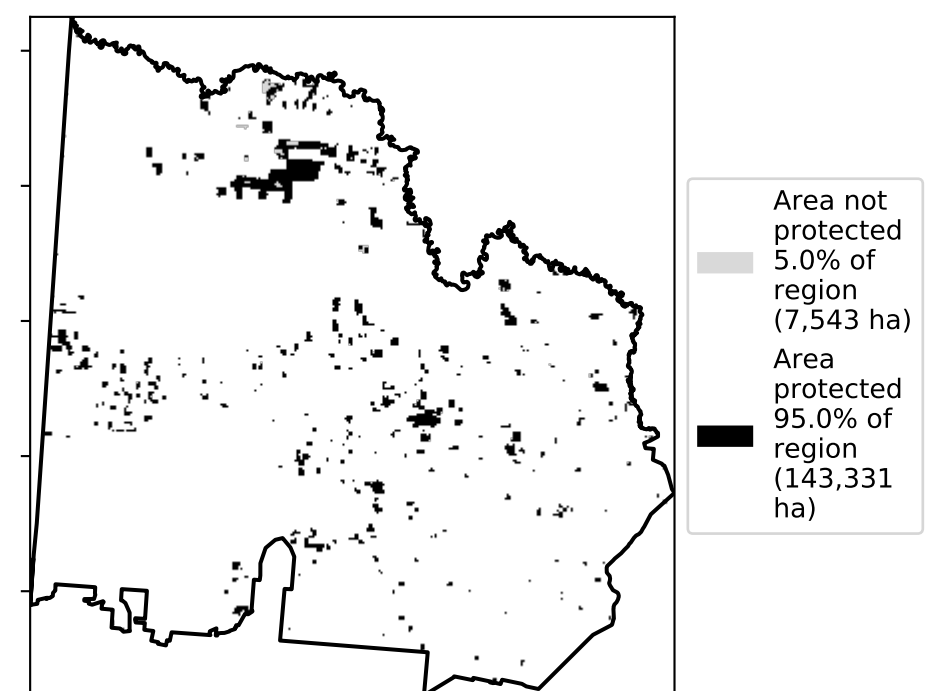 Area not
protected
5.0% of
region
(7,543 ha)
Area
protected
95.0% of
region
(143,331
ha)